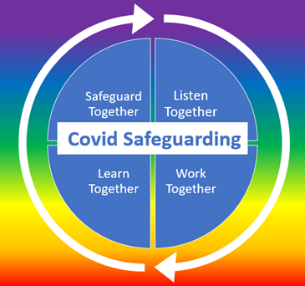 Safeguard
Together
Listen
Together
Covid Safeguarding
Learn
Together
Work
Together